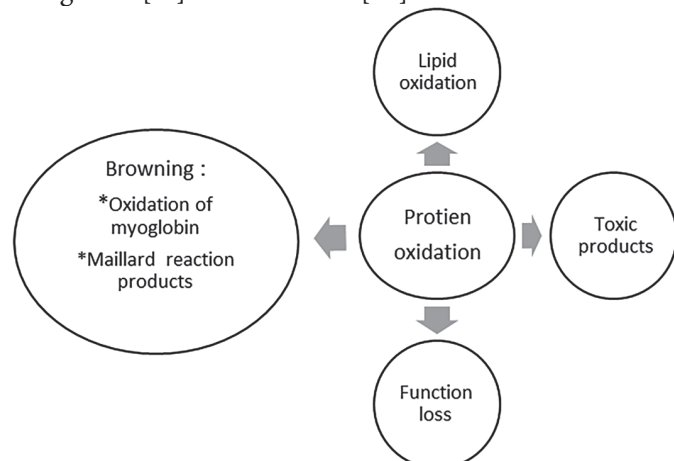 Lipid
oxidation
Browning :
*Oxidation of
myoglobin
*Maillard reaction
products
Protien
oxidation
Toxic
products
Function
loss